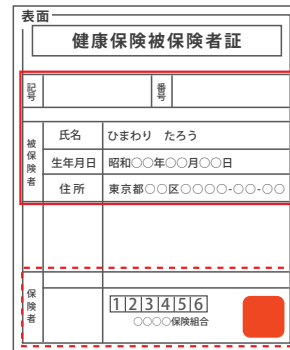 表面
健康保険被保険者証
記号
番号
被保険者
氏名 ひまわり たろう
生年月日 昭和○○年○○月○○日
住所 東京都○○区○○○○-○○-○○
保険者
123456
○○○○保険組合